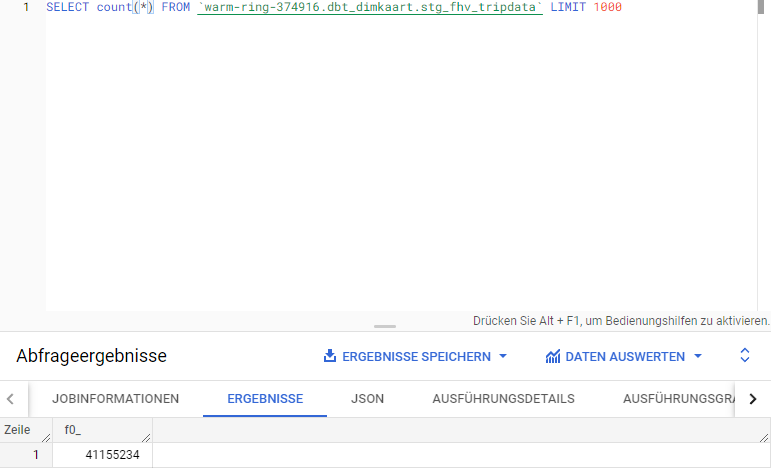 1 SELECT count(*) FROM `warm-ring-374916.dbt_dimkaart.stg_fhv_tripdata` LIMIT 1000
Drücken Sie Alt + F1, um Bedienungshilfen zu aktivieren.
Abfrageergebnisse ERGEBNISSE SPEICHERN DATEN AUSWERTEN
JOBINFORMATIONEN ERGEBNISSE JSON AUSFÜHRUNGSDETAILS AUSFÜHRUNGSGRA
Zeile f0_
1 41155234